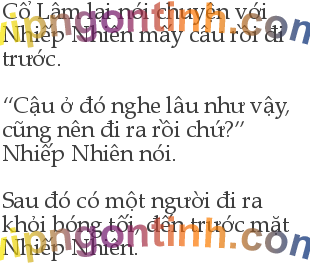 Cổ Lâm lại nói chuyện với
Nhiếp Nhiên mấy câu rồi đi
trước.
“Cậu ở đó nghe lâu như vậy,
cũng nên đi ra rồi chứ?”
Nhiếp Nhiên nói.
Sau đó có một người đi ra
khỏi bóng tối, đến trước mặt
Nhiếp Nhiên.